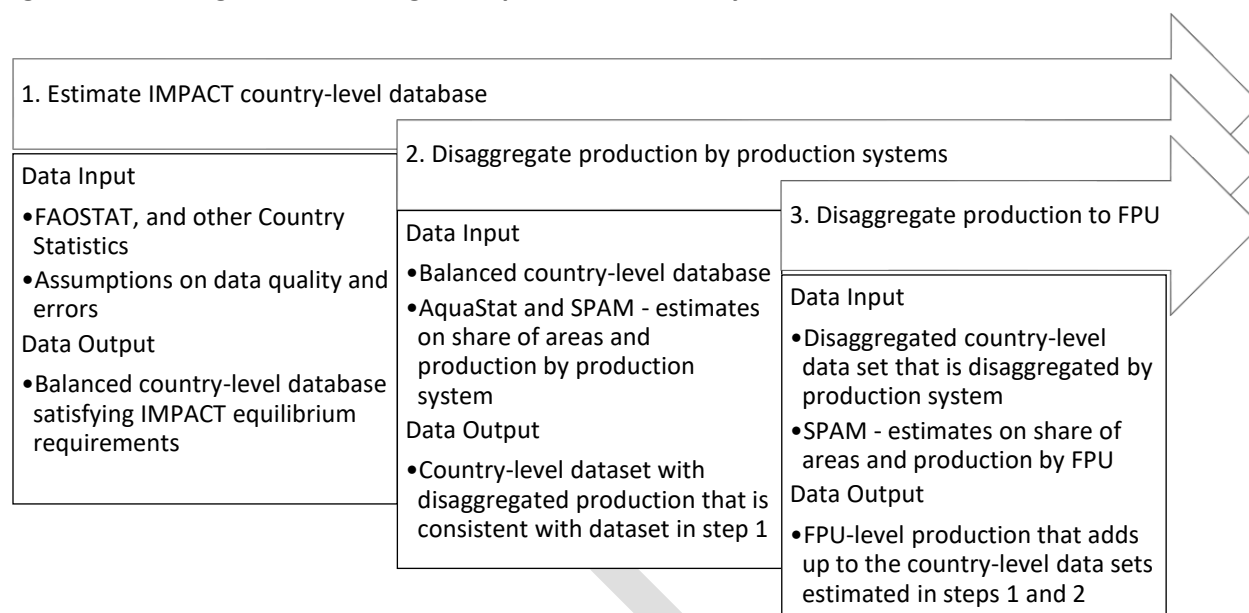 1. Estimate IMPACT country-level database
Data Input
•FAOSTAT, and other Country
Statistics
•Assumptions on data quality and
errors
Data Output
•Balanced country-level database
satisfying IMPACT equilibrium
requirements
2. Disaggregate production by production systems
Data Input
•Balanced country-level database
•AquaStat and SPAM - estimates
on share of areas and
production by production
system
Data Output
•Country-level dataset with
disaggregated production that is
consistent with dataset in step 1
3. Disaggregate production to FPU
Data Input
•Disaggregated country-level
data set that is disaggregated by
production system
•SPAM - estimates on share of
areas and production by FPU
Data Output
•FPU-level production that adds
up to the country-level data sets
estimated in steps 1 and 2